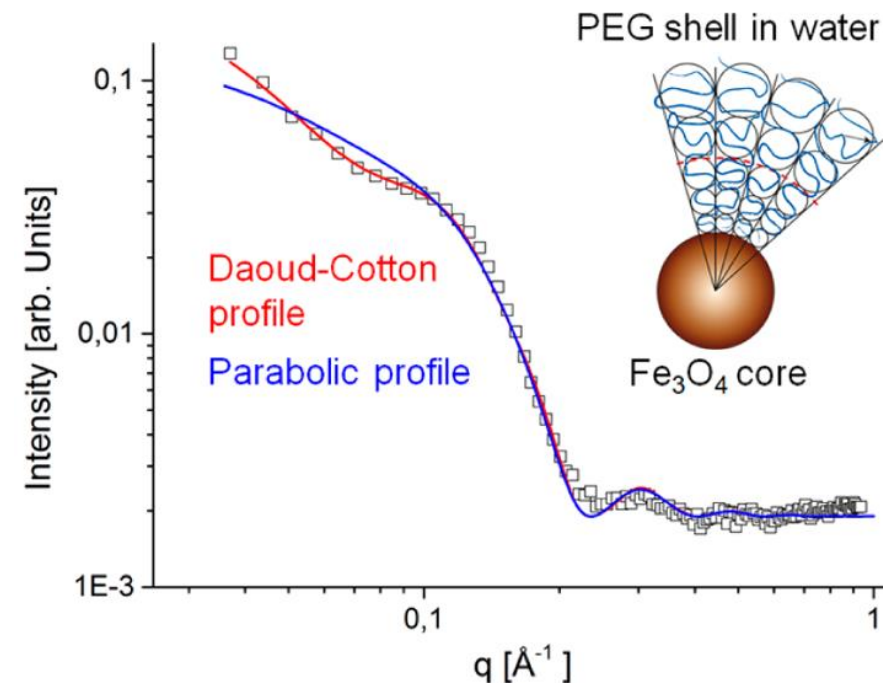 PEG shell in water
0,1
Daoud-Cotton
profile
0,01
Parabolic profile
Fe₃O₄ core
Intensity [arb. Units]
1E-3
0,1
1
q [Å⁻¹ ]